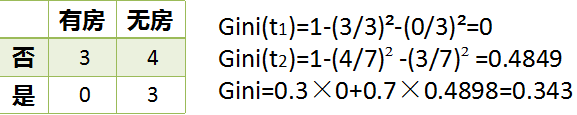 有房 无房
否 3 4
是 0 3
Gini(t₁)=1-(3/3)²-(0/3)²=0
Gini(t₂)=1-(4/7)² -(3/7)² =0.4849
Gini=0.3×0+0.7×0.4898=0.343